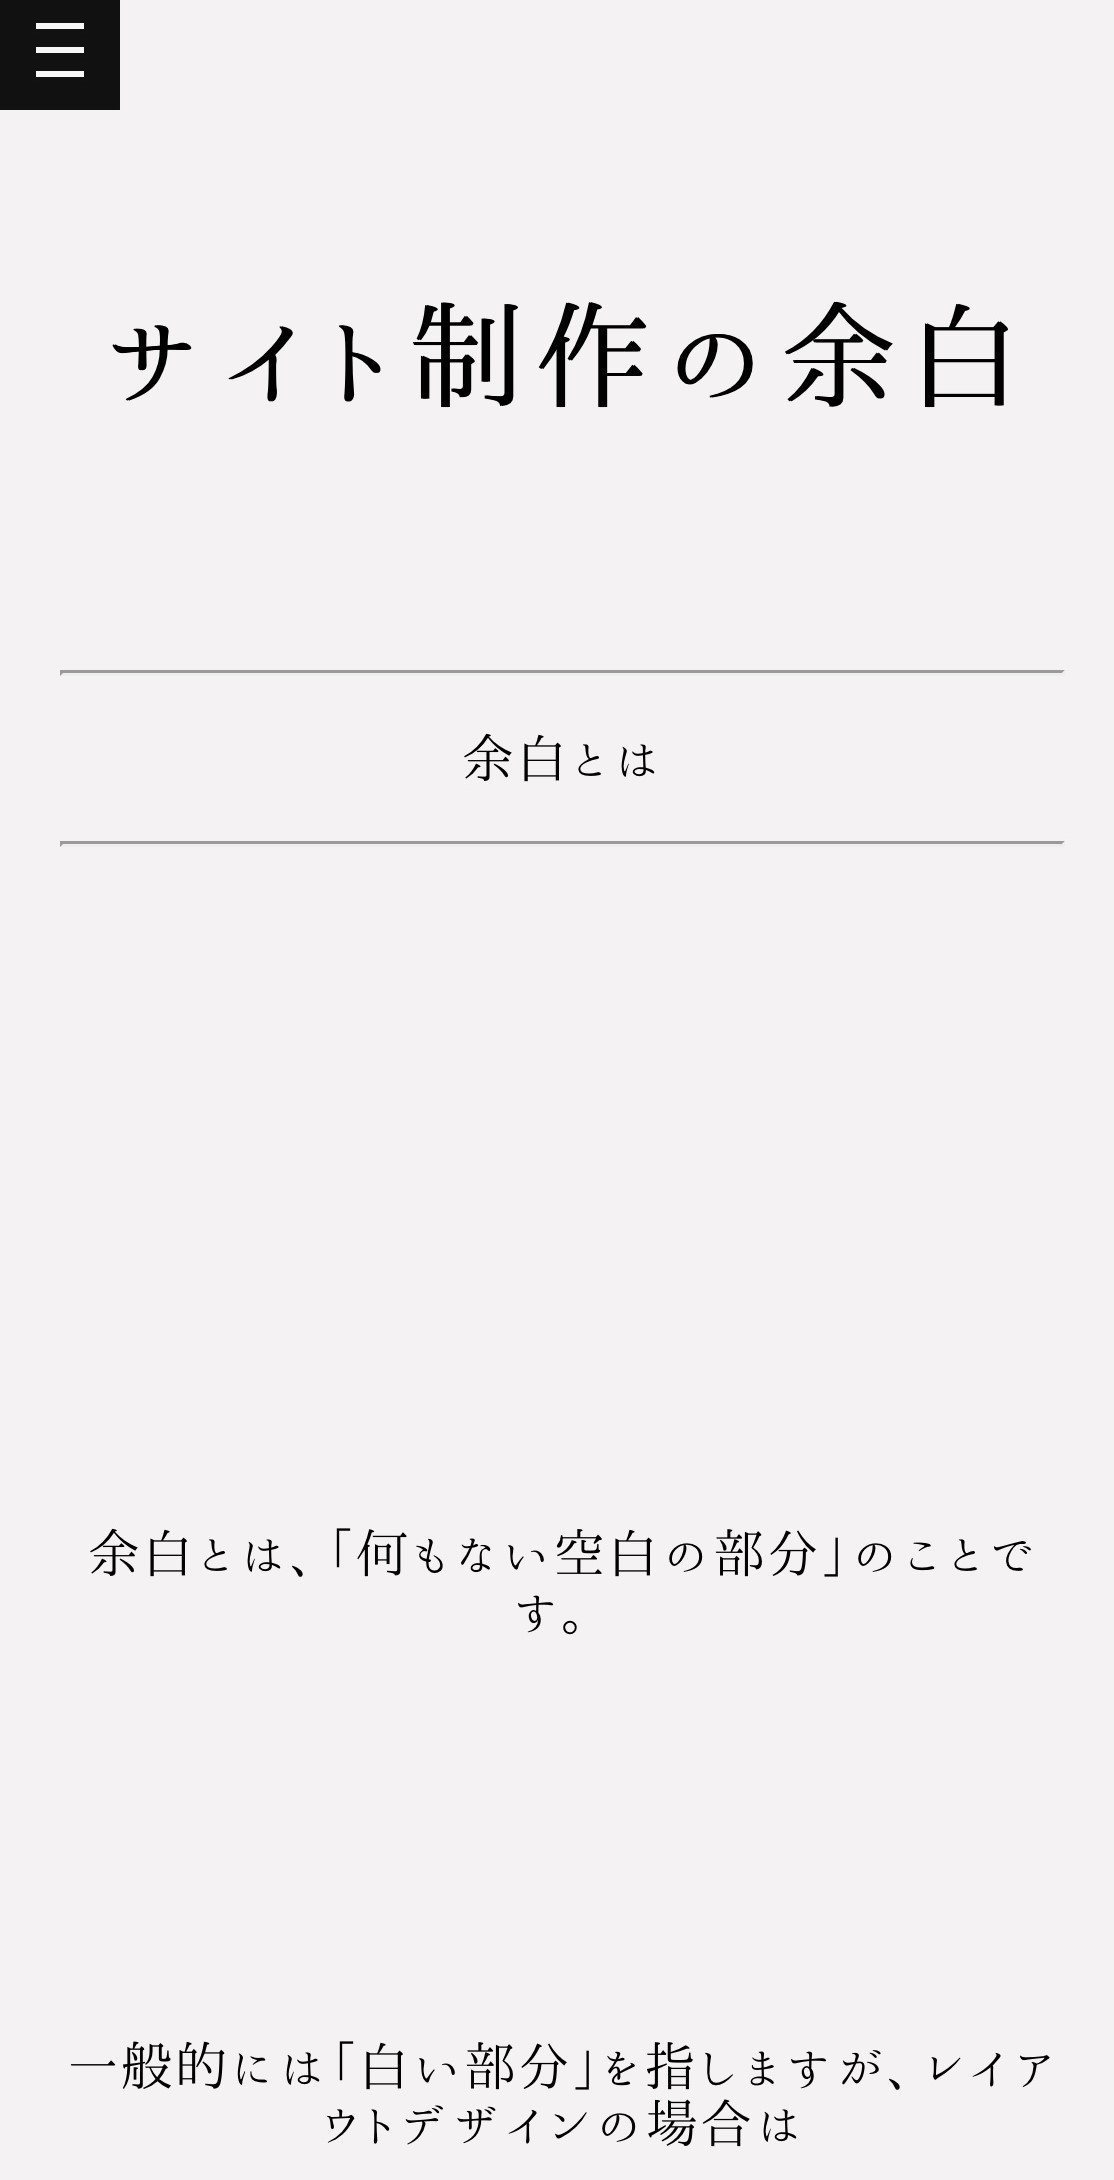 サイト制作の余白
余白とは
余白とは、「何もない空白の部分」のことで
す。
一般的には「白い部分」を指しますが、レイア
ウトデザインの場合は